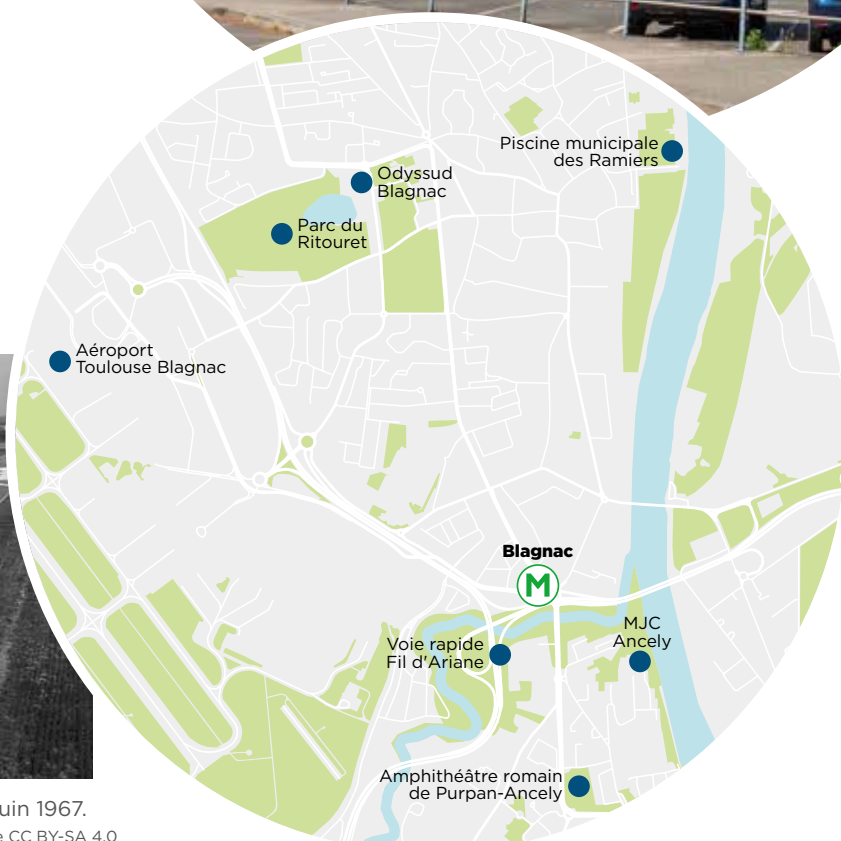 Piscine municipale
des Ramiers
Odyssud
Blagnac
Parc du
Ritouret
Aéroport
Toulouse Blagnac
Blagnac
M
MJC
Ancely
Voie rapide
Fil d'Ariane
Amphithéâtre romain
de Purpan-Ancely
uin 1967.
CC BY-SA 4.0